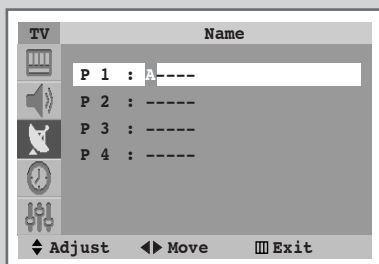 TV Name
P 1 : A----
P 2 : -----
P 3 : -----
P 4 : -----
Adjust Move Exit